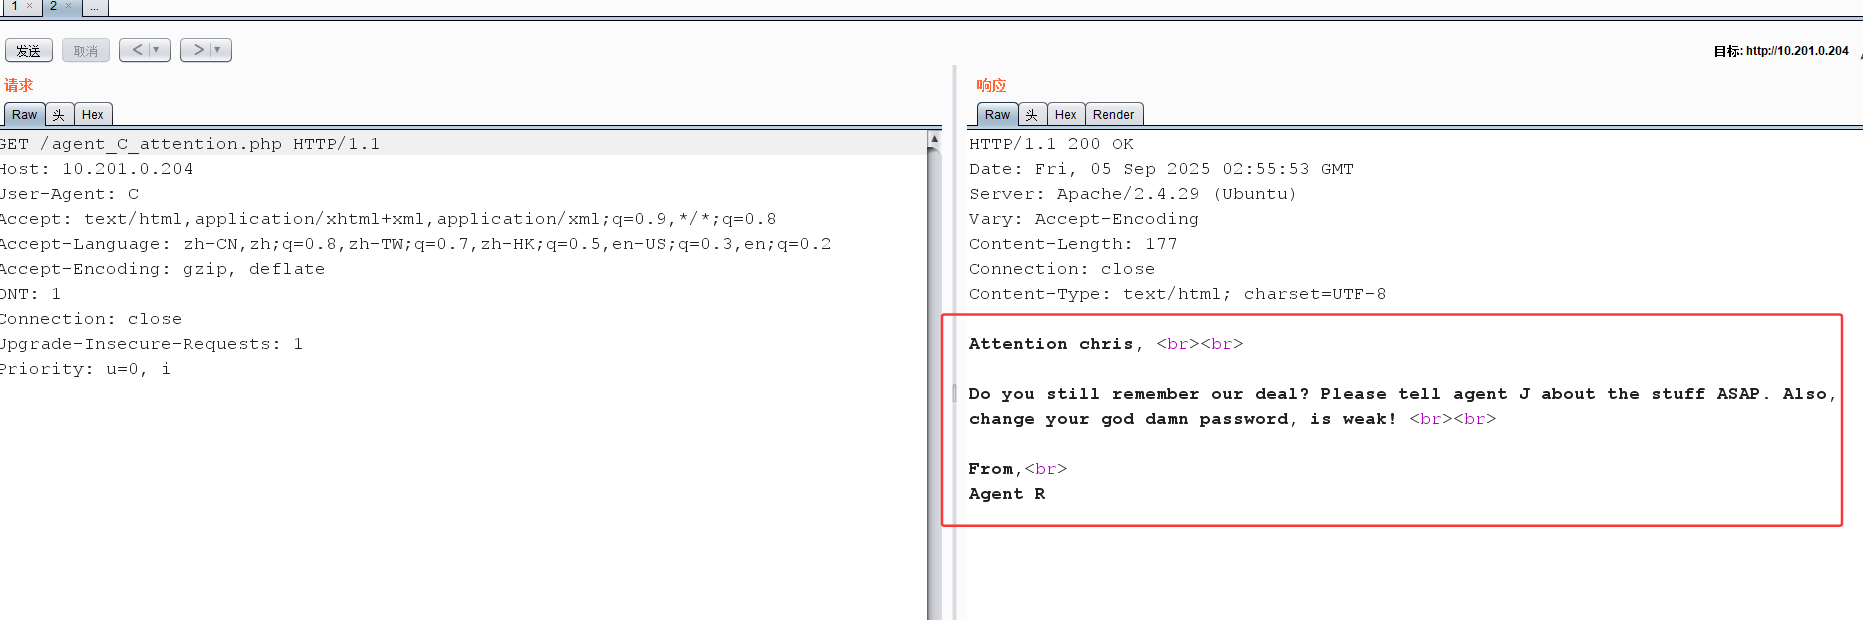 1 × 2 × ...
发送 取消 < ▼ > ▼
目标: http://10.201.0.204
请求
Raw 头 Hex
GET /agent_C_attention.php HTTP/1.1
Host: 10.201.0.204
User-Agent: C
Accept: text/html,application/xhtml+xml,application/xml;q=0.9,*/*;q=0.8
Accept-Language: zh-CN,zh;q=0.8,zh-TW;q=0.7,zh-HK;q=0.5,en-US;q=0.3,en;q=0.2
Accept-Encoding: gzip, deflate
DNT: 1
Connection: close
Upgrade-Insecure-Requests: 1
Priority: u=0, i
响应
Raw 头 Hex Render
HTTP/1.1 200 OK
Date: Fri, 05 Sep 2025 02:55:53 GMT
Server: Apache/2.4.29 (Ubuntu)
Vary: Accept-Encoding
Content-Length: 177
Connection: close
Content-Type: text/html; charset=UTF-8
Attention chris, <br><br>
Do you still remember our deal? Please tell agent J about the stuff ASAP. Also,
change your god damn password, is weak! <br><br>
From,<br>
Agent R